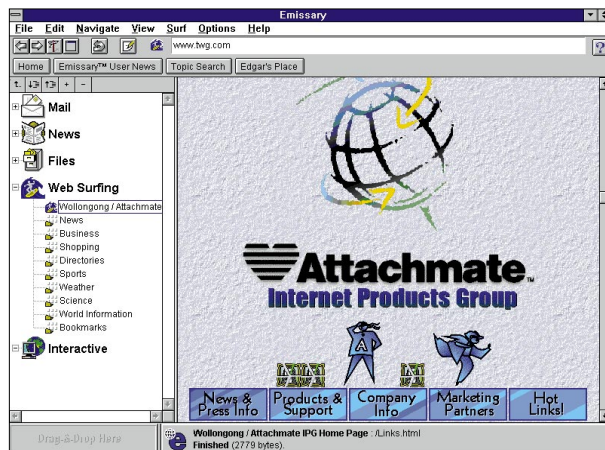 Emissary
File Edit Navigate View Surf Options Help
www.twg.com
Home Emissary™ User News Topic Search Edgar's Place
Mail
News
Files
Web Surfing
Wollongong / Attachmate
News
Business
Shopping
Directories
Sports
Weather
Science
World Information
Bookmarks
Interactive
Attachmate™
Internet Products Group
A
News & Press Info
Products & Support
Company Info
Marketing Partners
Hot Links!
Drag-&-Drop Here
Wollongong / Attachmate IPG Home Page : /Links.html
Finished (2779 bytes).